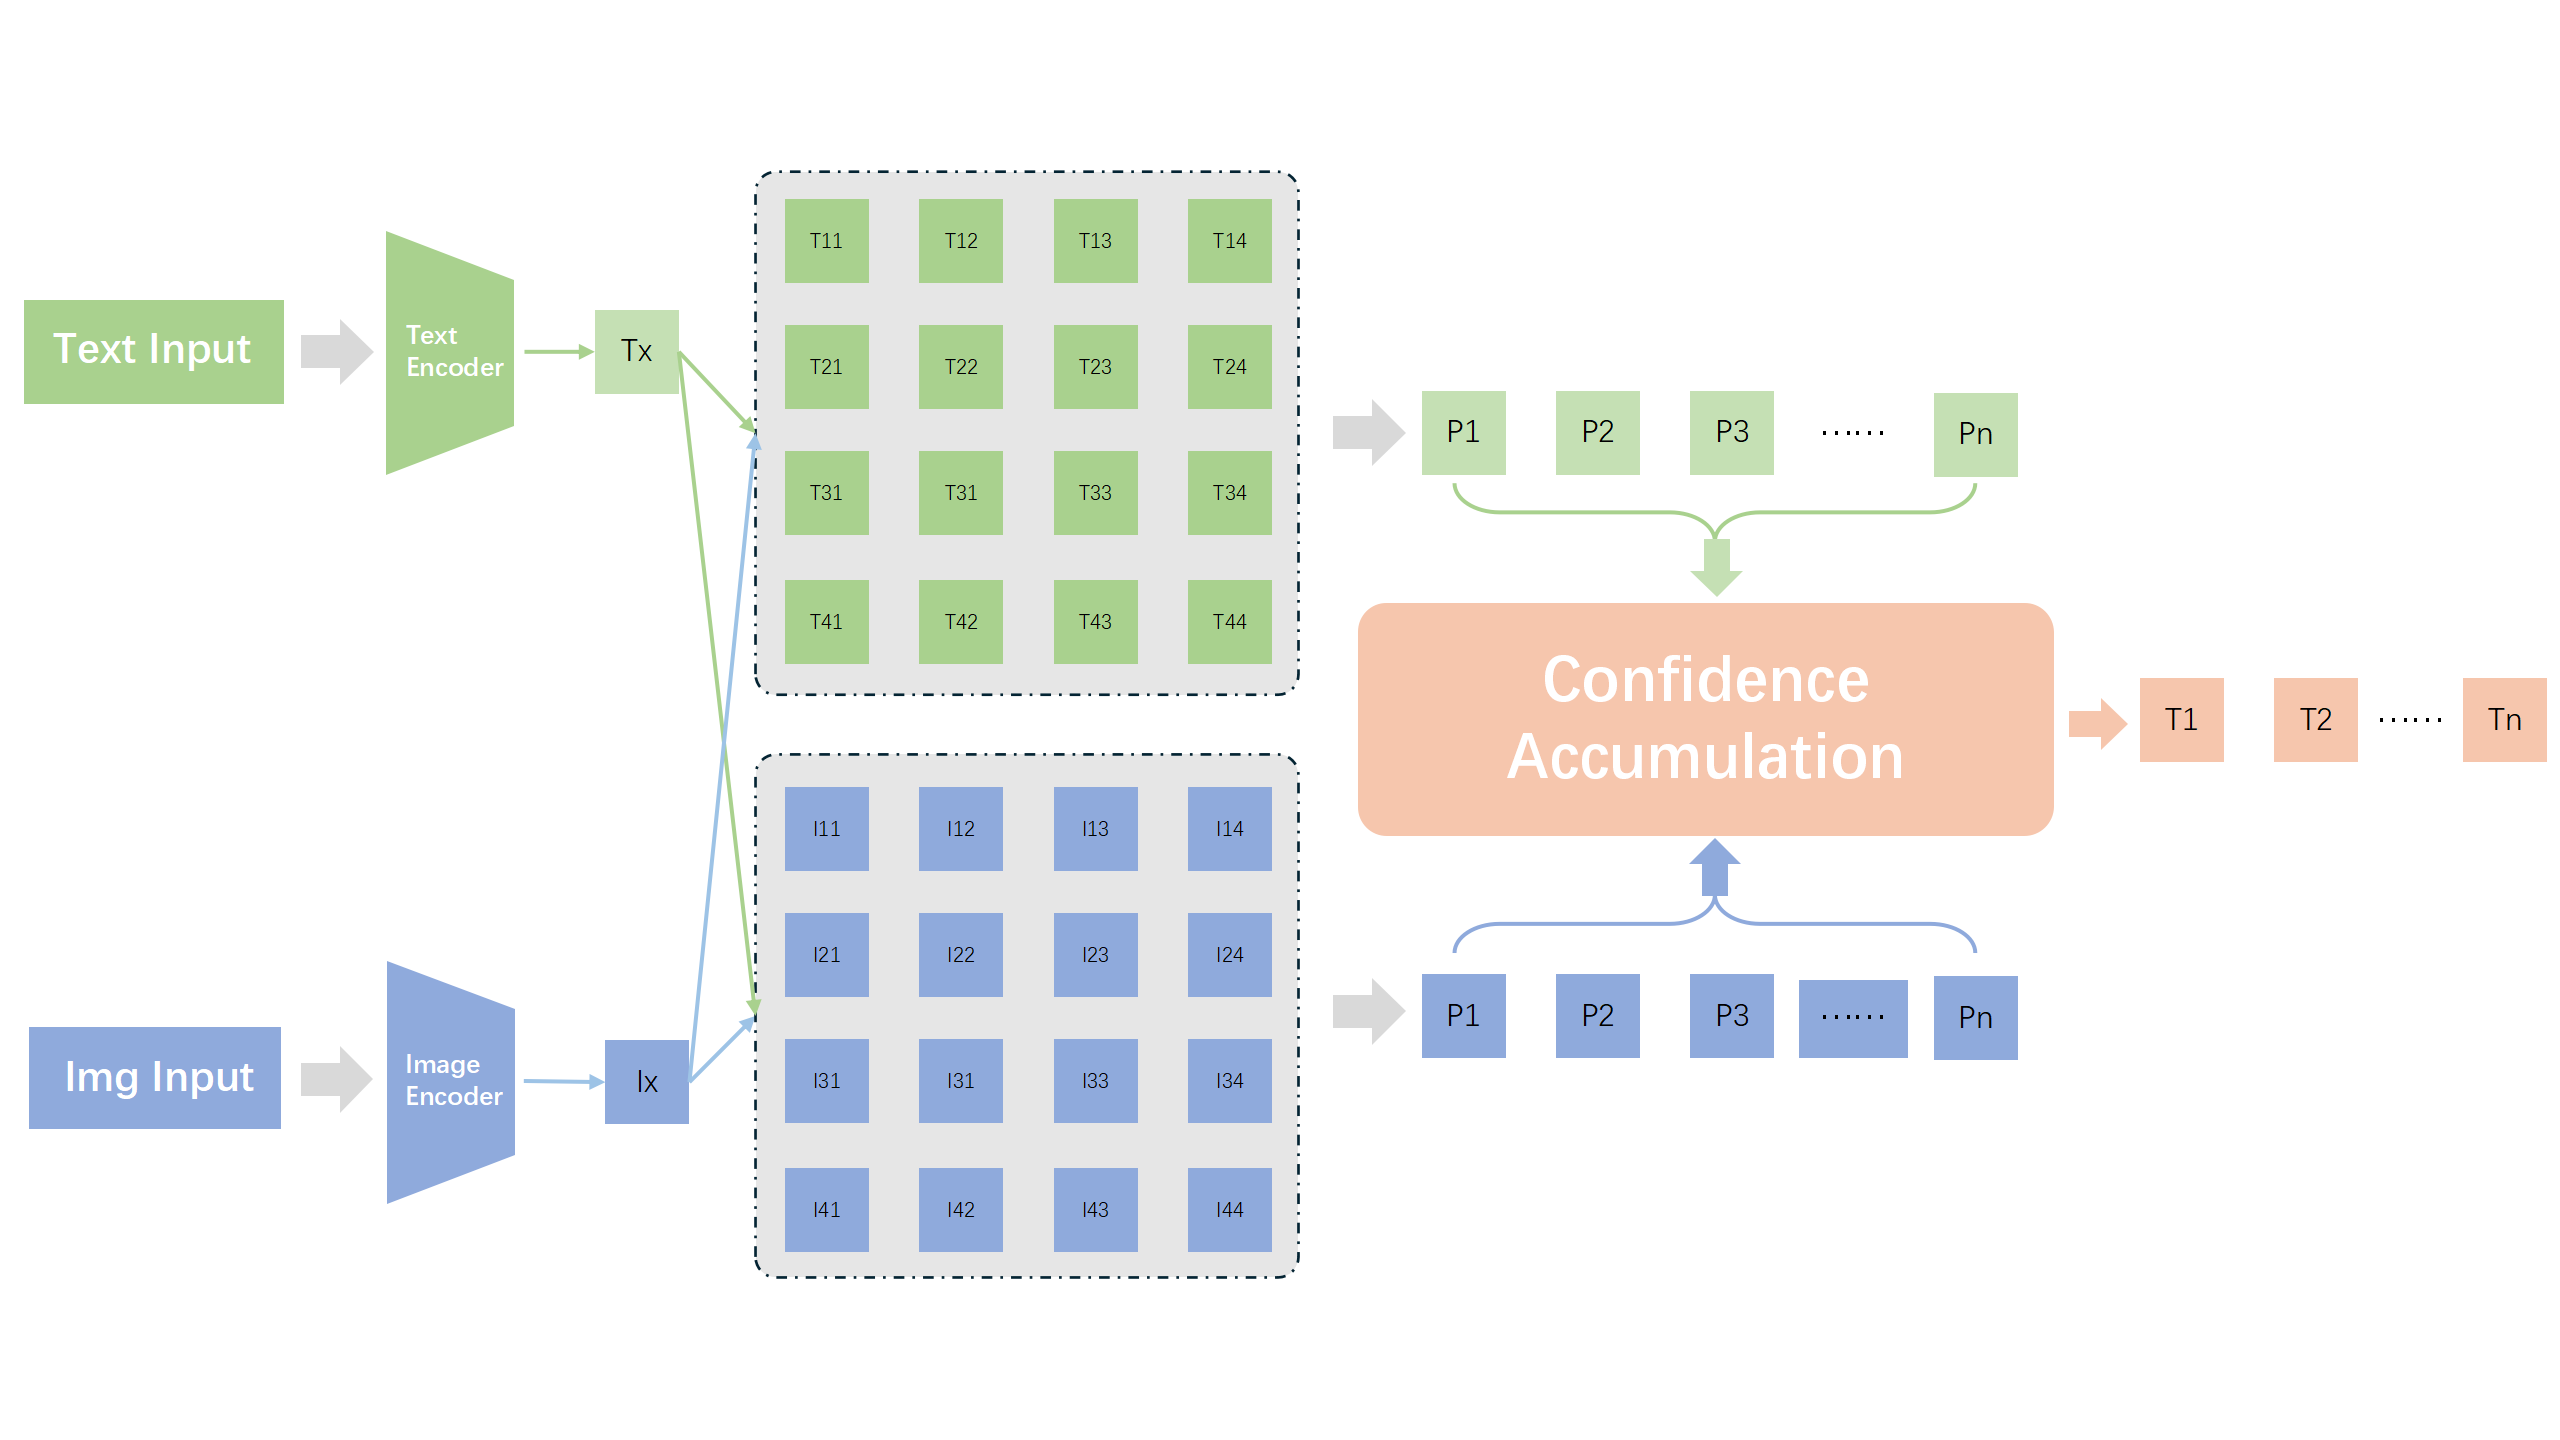 Text Input
Text
Encoder
Tx
T11 T12 T13 T14
T21 T22 T23 T24
T31 T31 T33 T34
T41 T42 T43 T44
P1 P2 P3 ······ Pn
Confidence
Accumulation
T1 T2 ······ Tn
Img Input
Image
Encoder
Ix
I11 I12 I13 I14
I21 I22 I23 I24
I31 I31 I33 I34
I41 I42 I43 I44
P1 P2 P3 ······ Pn